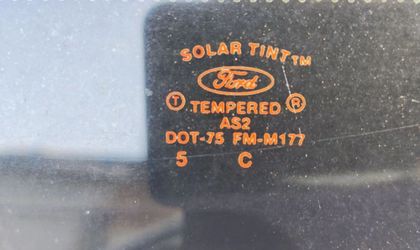 SOLAR TINT™
Ford
T TEMPERED R
AS2
DOT-75 FM-M177
5 C